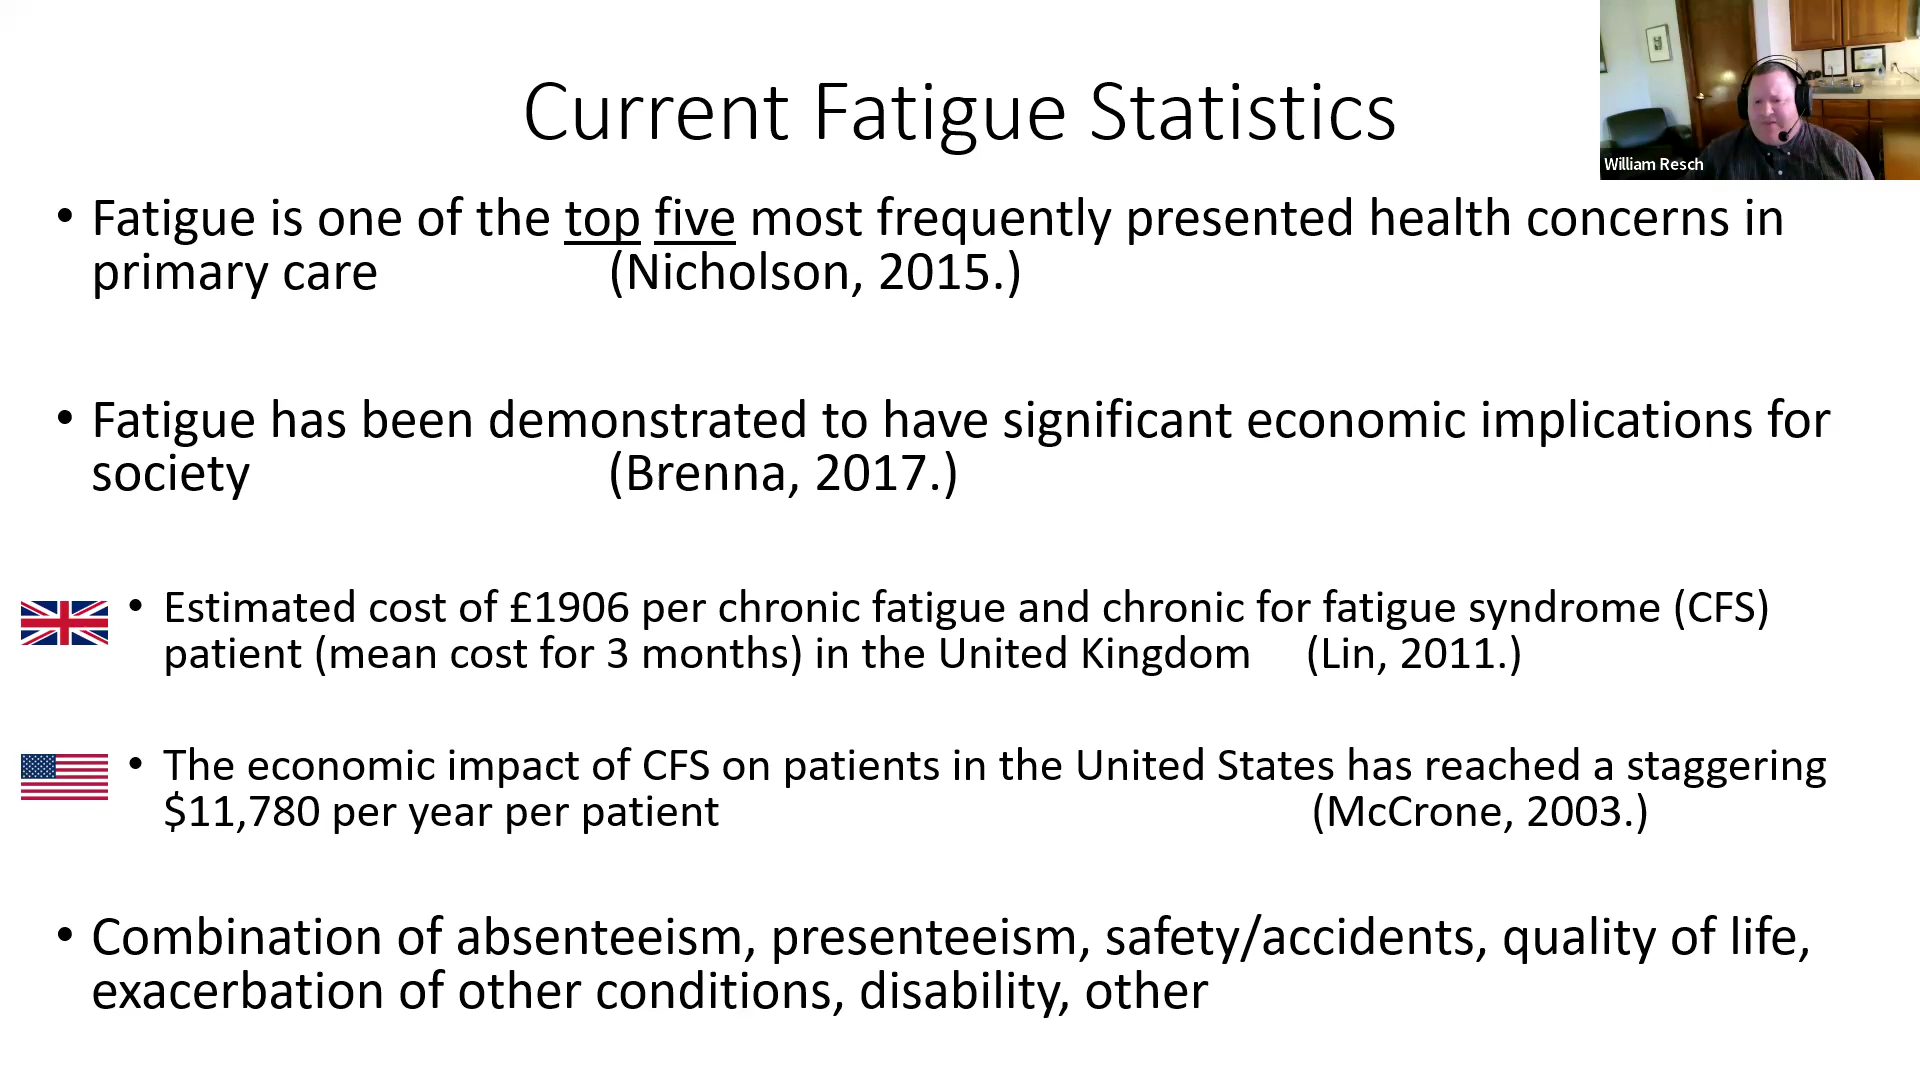 Current Fatigue Statistics
William Resch
• Fatigue is one of the top five most frequently presented health concerns in
primary care (Nicholson, 2015.)
• Fatigue has been demonstrated to have significant economic implications for
society (Brenna, 2017.)
• Estimated cost of £1906 per chronic fatigue and chronic for fatigue syndrome (CFS)
patient (mean cost for 3 months) in the United Kingdom (Lin, 2011.)
• The economic impact of CFS on patients in the United States has reached a staggering
$11,780 per year per patient (McCrone, 2003.)
• Combination of absenteeism, presenteeism, safety/accidents, quality of life,
exacerbation of other conditions, disability, other